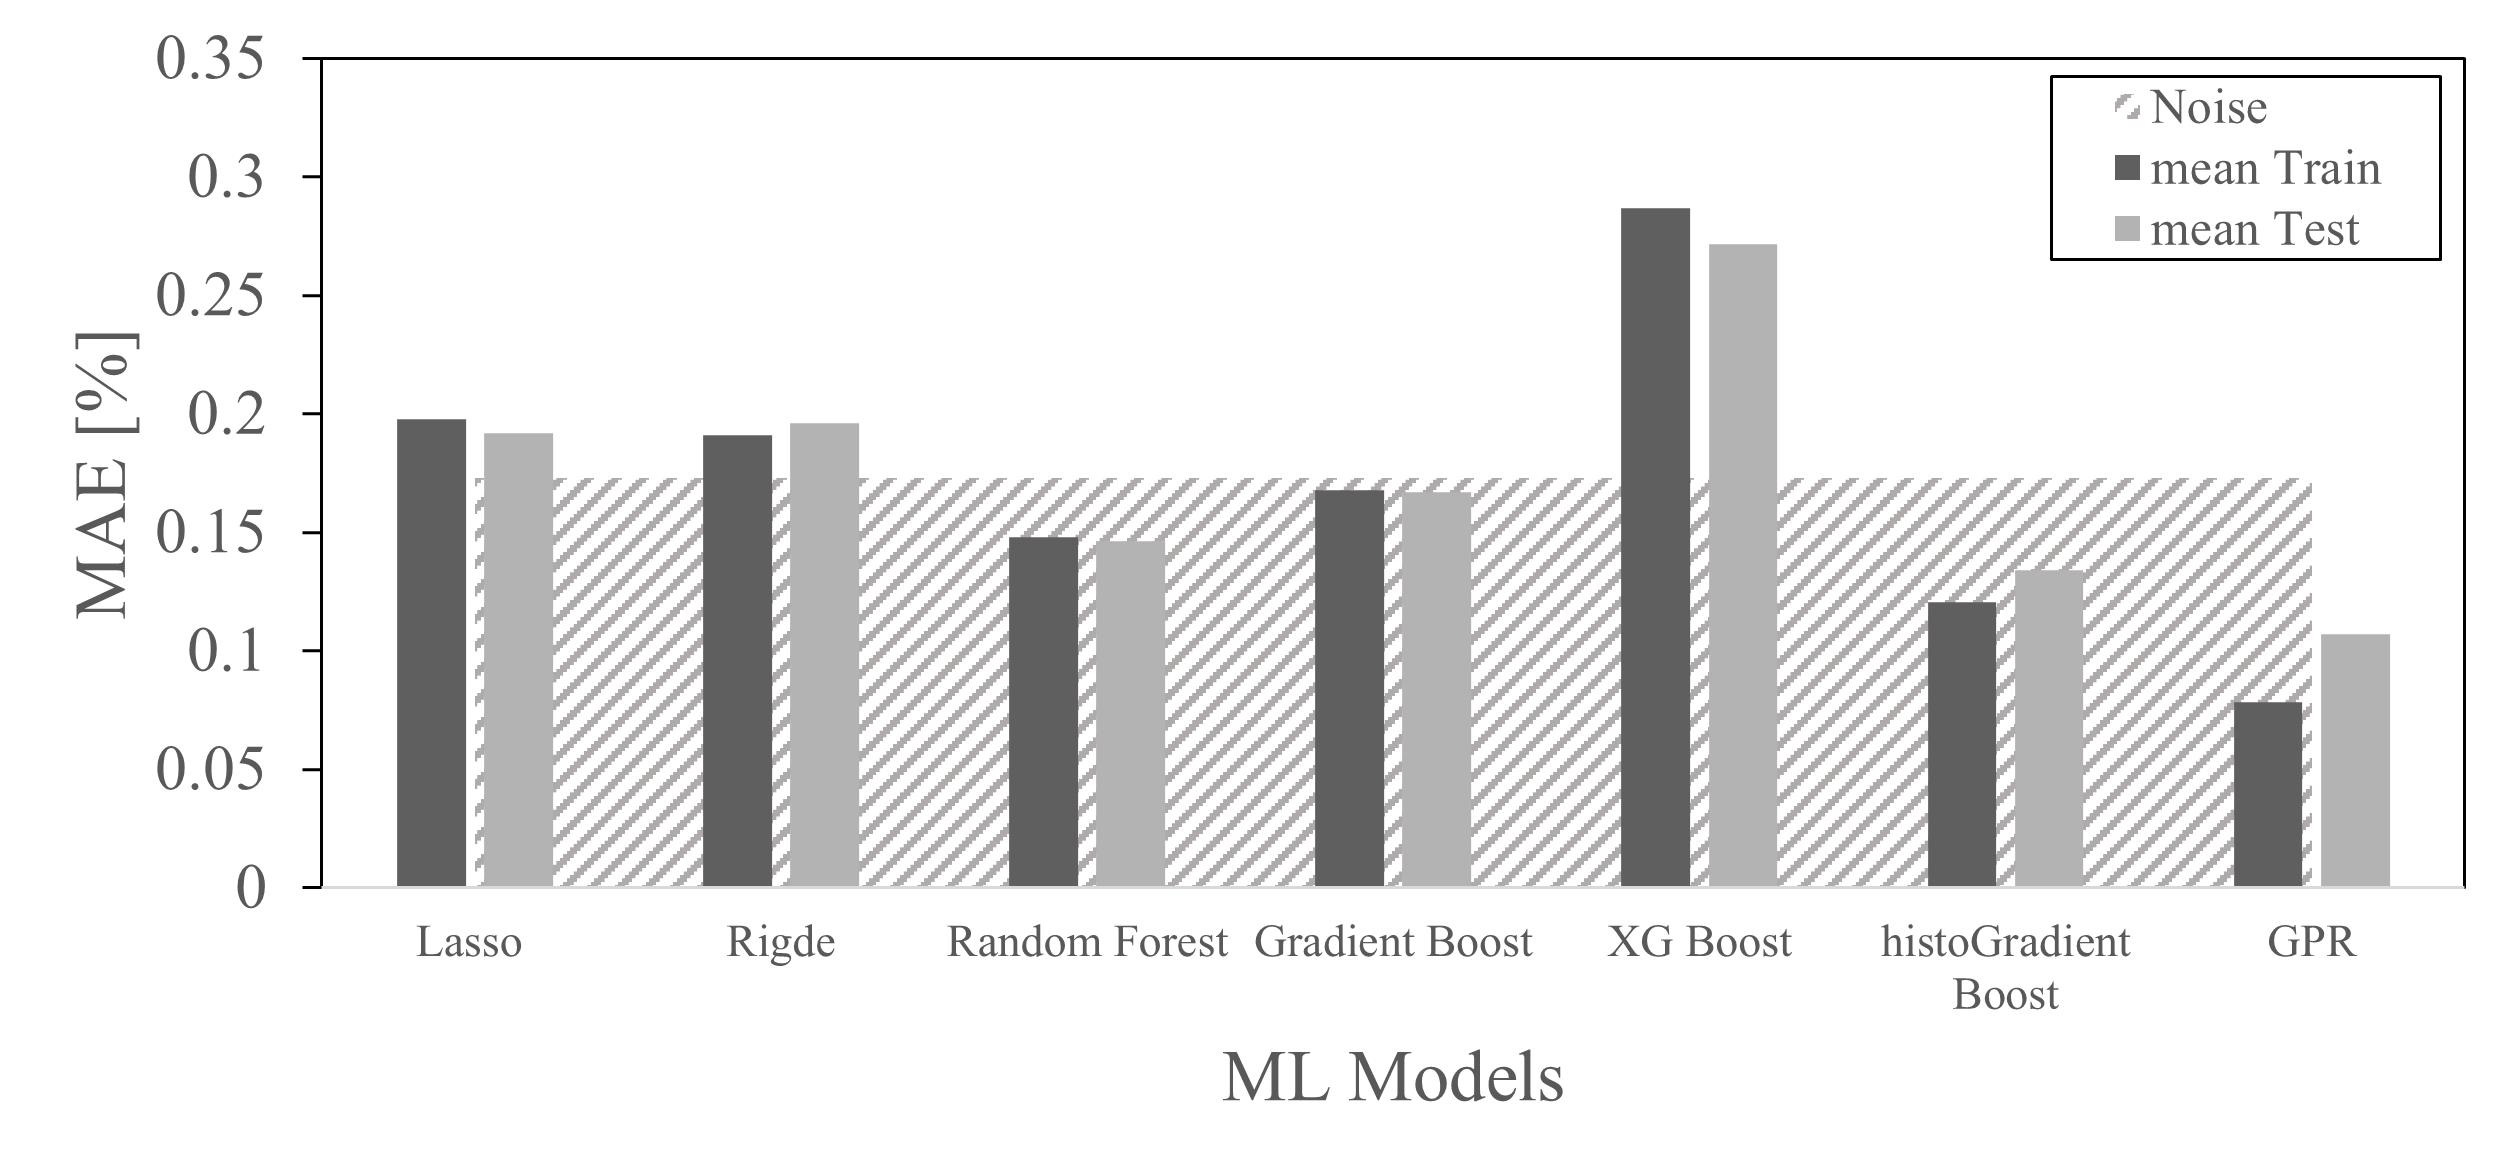 0.35
0.3
0.25
0.2
0.15
0.1
0.05
0
MAE [%]
Noise
mean Train
mean Test
Lasso
Rigde
Random Forest
Gradient Boost
XG Boost
histoGradient
Boost
GPR
ML Models